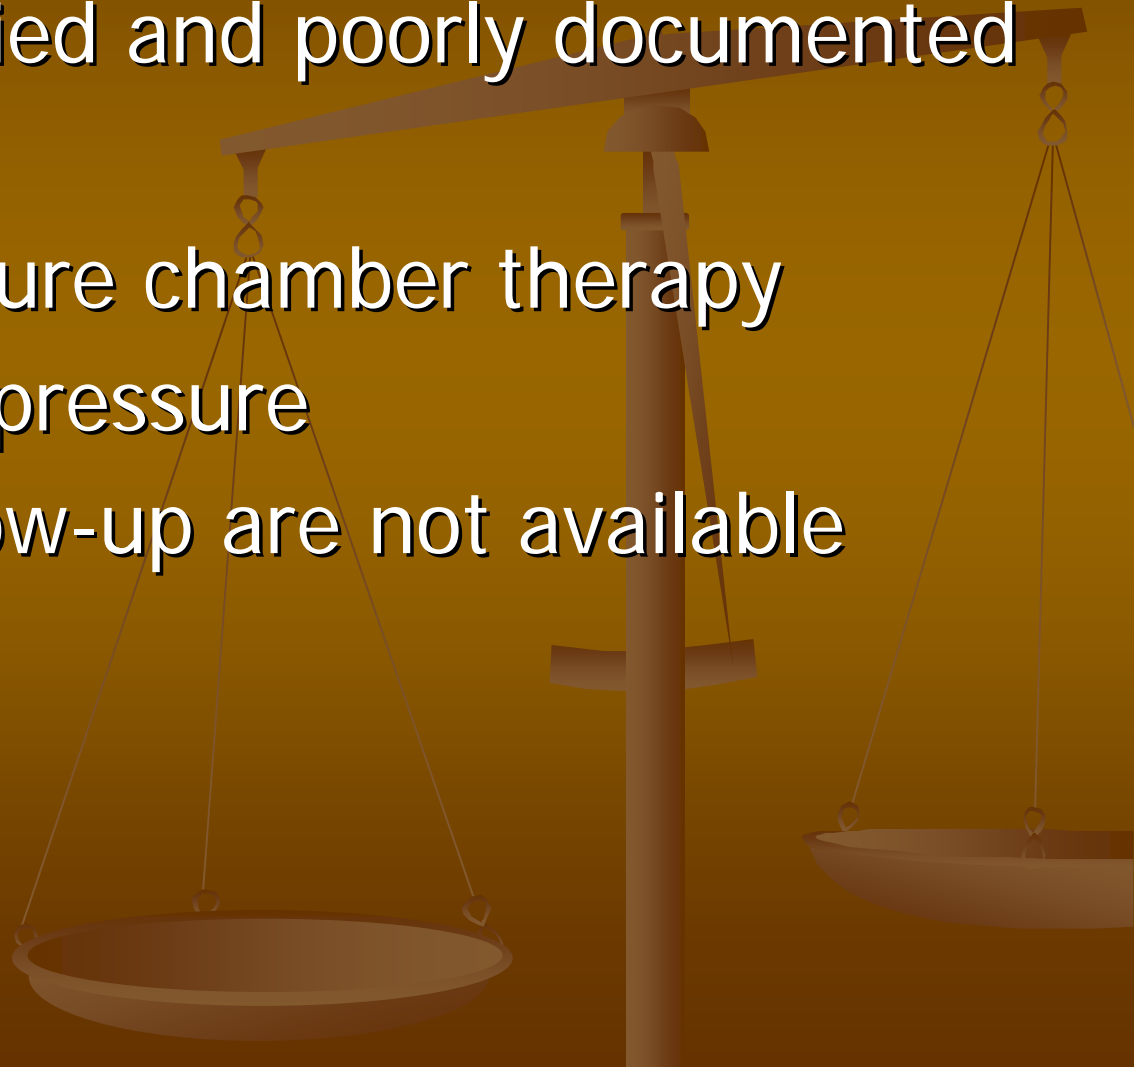 ied and poorly documented
ure chamber therapy
pressure
ow-up are not available